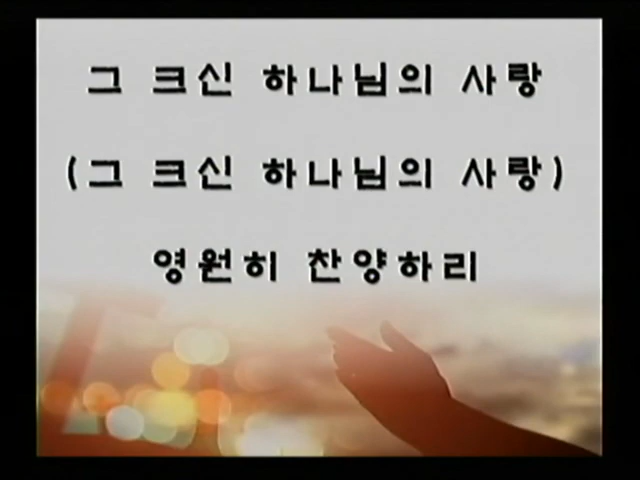 그 크신 하나님의 사랑
(그 크신 하나님의 사랑)
영원히 찬양하리